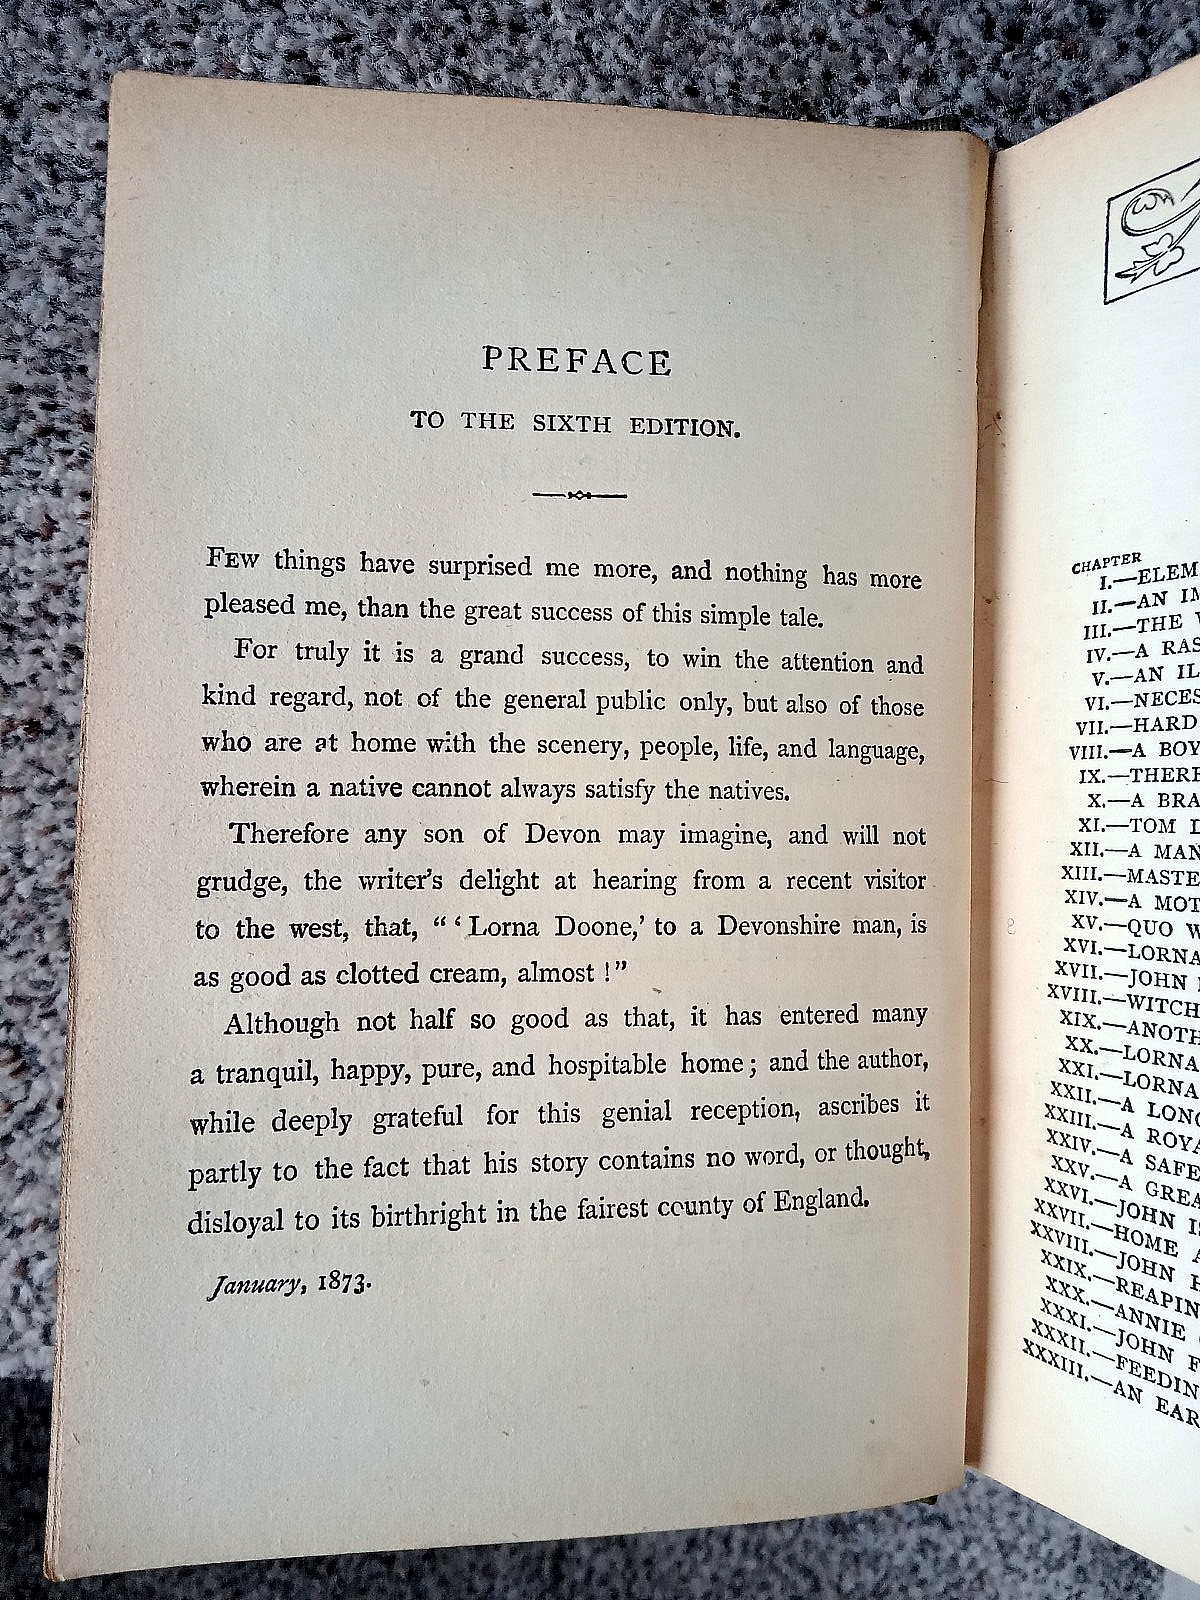 PREFACE
TO THE SIXTH EDITION.
FEW things have surprised me more, and nothing has more
pleased me, than the great success of this simple tale.
For truly it is a grand success, to win the attention and
kind regard, not of the general public only, but also of those
who are at home with the scenery, people, life, and language,
wherein a native cannot always satisfy the natives.
Therefore any son of Devon may imagine, and will not
grudge, the writer's delight at hearing from a recent visitor
to the west, that, “‘Lorna Doone,’ to a Devonshire man, is
as good as clotted cream, almost !”
Although not half so good as that, it has entered many
a tranquil, happy, pure, and hospitable home; and the author,
while deeply grateful for this genial reception, ascribes it
partly to the fact that his story contains no word, or thought,
disloyal to its birthright in the fairest county of England.
January, 1873.
CHAPTER
I.—ELEM
II.—AN IM
III.—THE
IV.—A RAS
V.—AN IL
VI.—NECES
VII.—HARD
VIII.—A BOY
IX.—THERE
X.—A BRA
XI.—TOM
XII.—A MAN
XIII.—MASTE
XIV.—A MOT
XV.—QUO W
XVI.—LORNA
XVII.—JOHN
XVIII.—WITCH
XIX.—ANOTH
XX.—LORNA
XXI.—LORNA
XXII.—A LONG
XXIII.—A ROYA
XXIV.—A SAFE
XXV.—A GREA
XXVI.—JOHN IS
XXVII.—HOME A
XXVIII.—JOHN H
XXIX.—REAPIN
XXX.—ANNIE
XXXI.—JOHN F
XXXII.—FEEDIN
XXXIII.—AN EAR